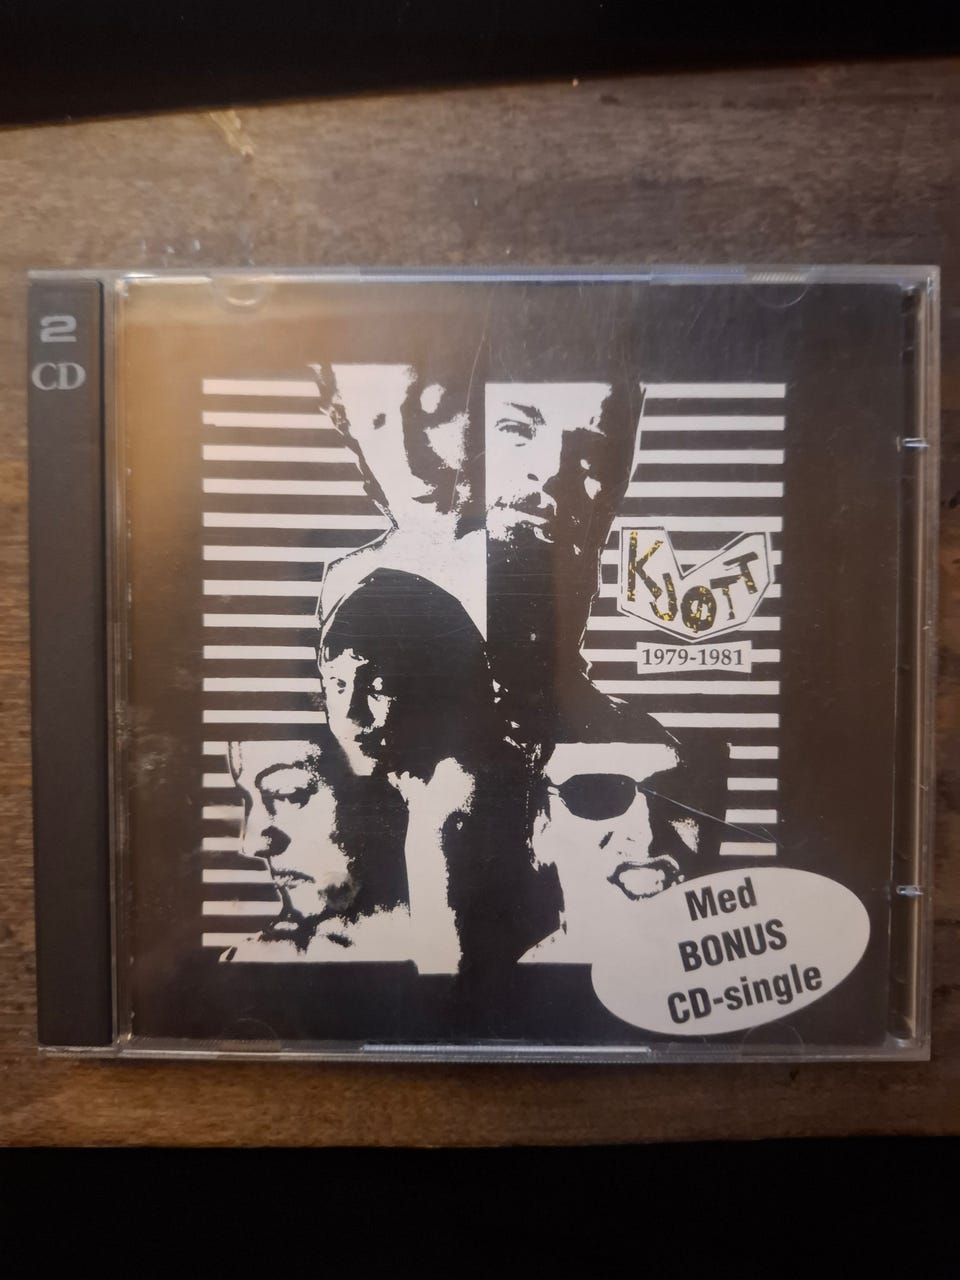 2
CD
KJØTT
1979-1981
Med
BONUS
CD-single